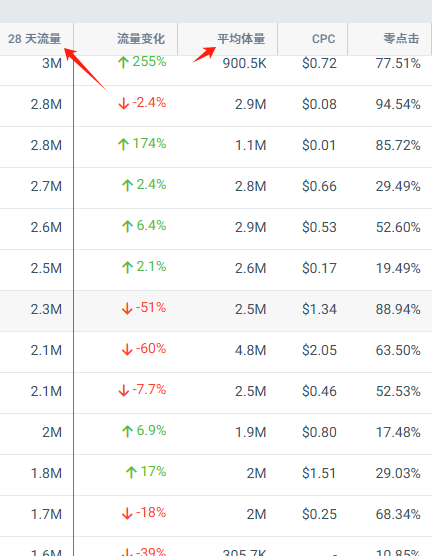 28 天流量 流量变化 平均体量 CPC 零点击
3M ↑ 255% 900.5K $0.72 77.51%
2.8M ↓ -2.4% 2.9M $0.08 94.54%
2.8M ↑ 174% 1.1M $0.01 85.72%
2.7M ↑ 2.4% 2.8M $0.66 29.49%
2.6M ↑ 6.4% 2.9M $0.53 52.60%
2.5M ↑ 2.1% 2.6M $0.17 19.49%
2.3M ↓ -51% 2.5M $1.34 88.94%
2.1M ↓ -60% 4.8M $2.05 63.50%
2.1M ↓ -7.7% 2.5M $0.46 52.53%
2M ↑ 6.9% 1.9M $0.80 17.48%
1.8M ↑ 17% 2M $1.51 29.03%
1.7M ↓ -18% 2M $0.25 68.34%
1.6M ↓ -39% 305.7K - 10.85%